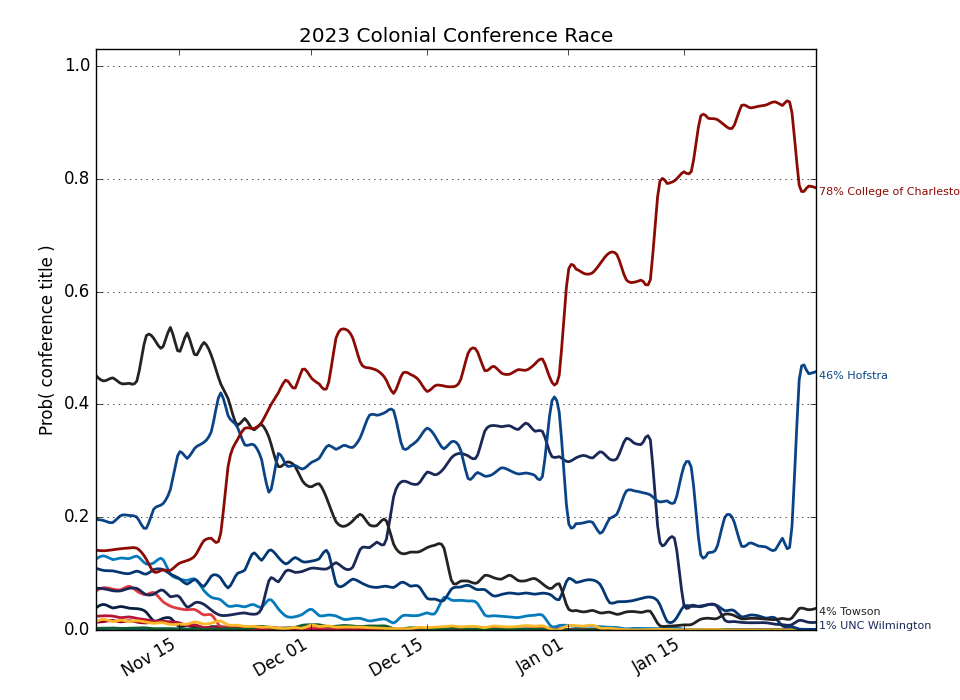 2023 Colonial Conference Race
Prob( conference title )
1.0
0.8
0.6
0.4
0.2
0.0
78% College of Charlesto
46% Hofstra
4% Towson
1% UNC Wilmington
Nov 15
Dec 01
Dec 15
Jan 01
Jan 15